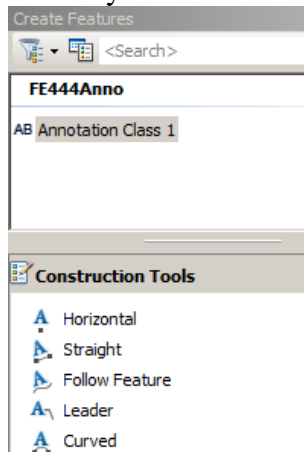 Create Features
<Search>
FE444Anno
AB Annotation Class 1
Construction Tools
A Horizontal
A Straight
A Follow Feature
A Leader
A Curved